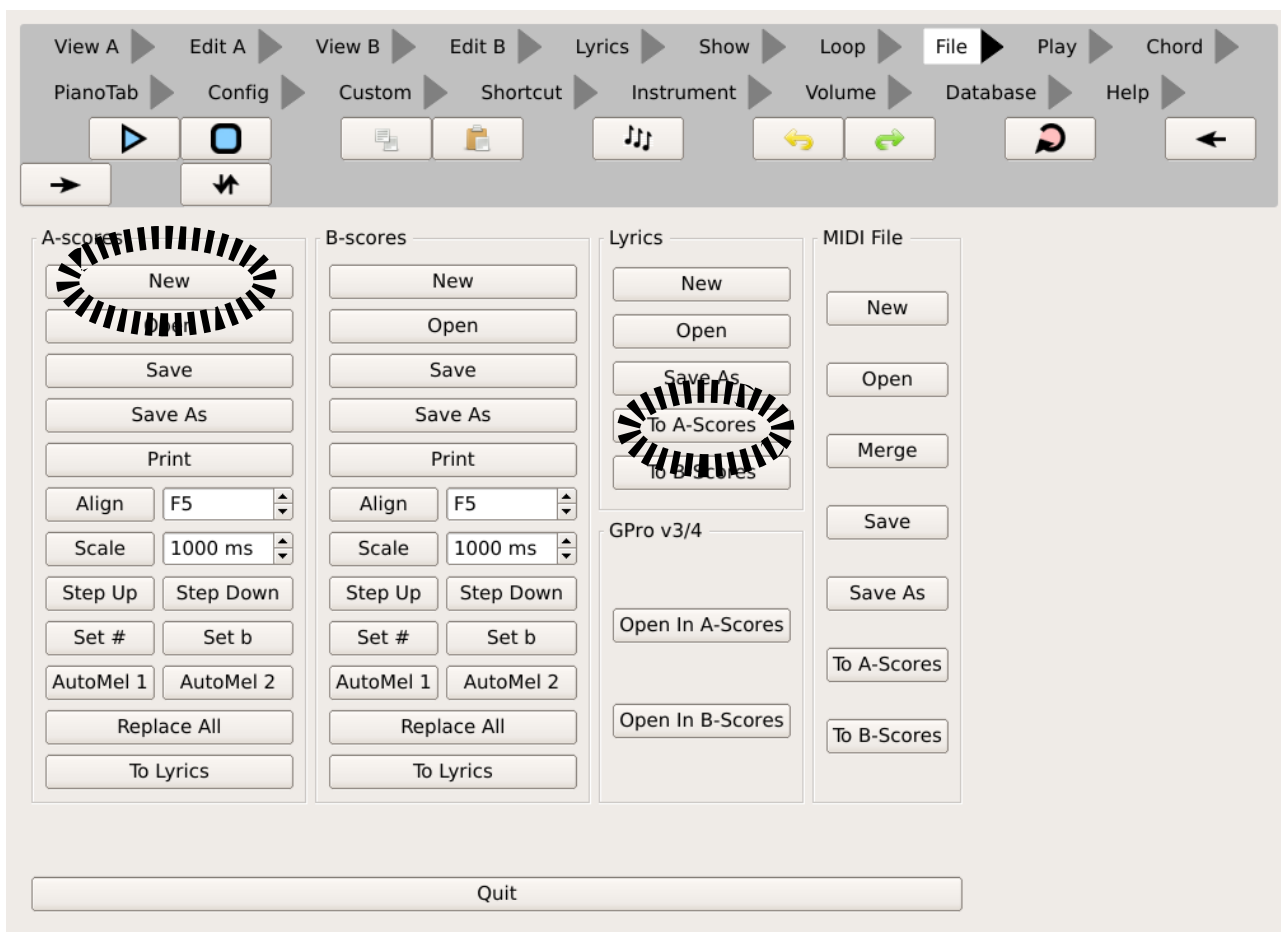 View A Edit A View B Edit B Lyrics Show Loop File Play Chord
PianoTab Config Custom Shortcut Instrument Volume Database Help
A-scores
New
Open
Save
Save As
Print
Align F5
Scale 1000 ms
Step Up Step Down
Set # Set b
AutoMel 1 AutoMel 2
Replace All
To Lyrics
B-scores
New
Open
Save
Save As
Print
Align F5
Scale 1000 ms
Step Up Step Down
Set # Set b
AutoMel 1 AutoMel 2
Replace All
To Lyrics
Lyrics
New
Open
Save As
To A-Scores
To B-Scores
GPro v3/4
Open In A-Scores
Open In B-Scores
MIDI File
New
Open
Merge
Save
Save As
To A-Scores
To B-Scores
Quit